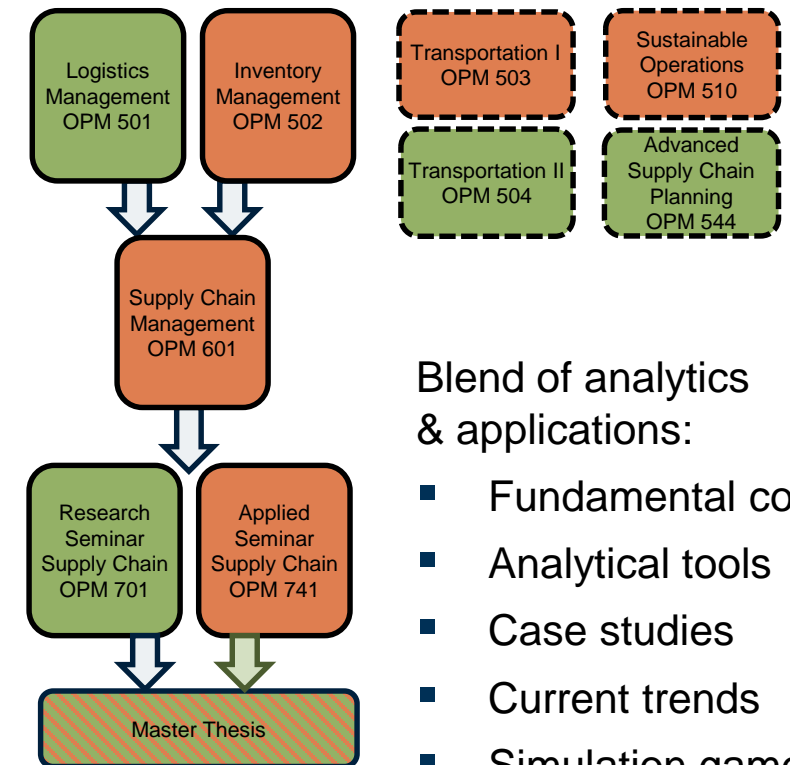 Logistics
Management
OPM 501
Inventory
Management
OPM 502
Transportation I
OPM 503
Sustainable
Operations
OPM 510
Transportation II
OPM 504
Advanced
Supply Chain
Planning
OPM 544
Supply Chain
Management
OPM 601
Blend of analytics
& applications:
Fundamental
Analytical tools
Case studies
Current trends
Simulation
Research
Seminar
Supply Chain
OPM 701
Applied
Seminar
Supply Chain
OPM 741
Master Thesis